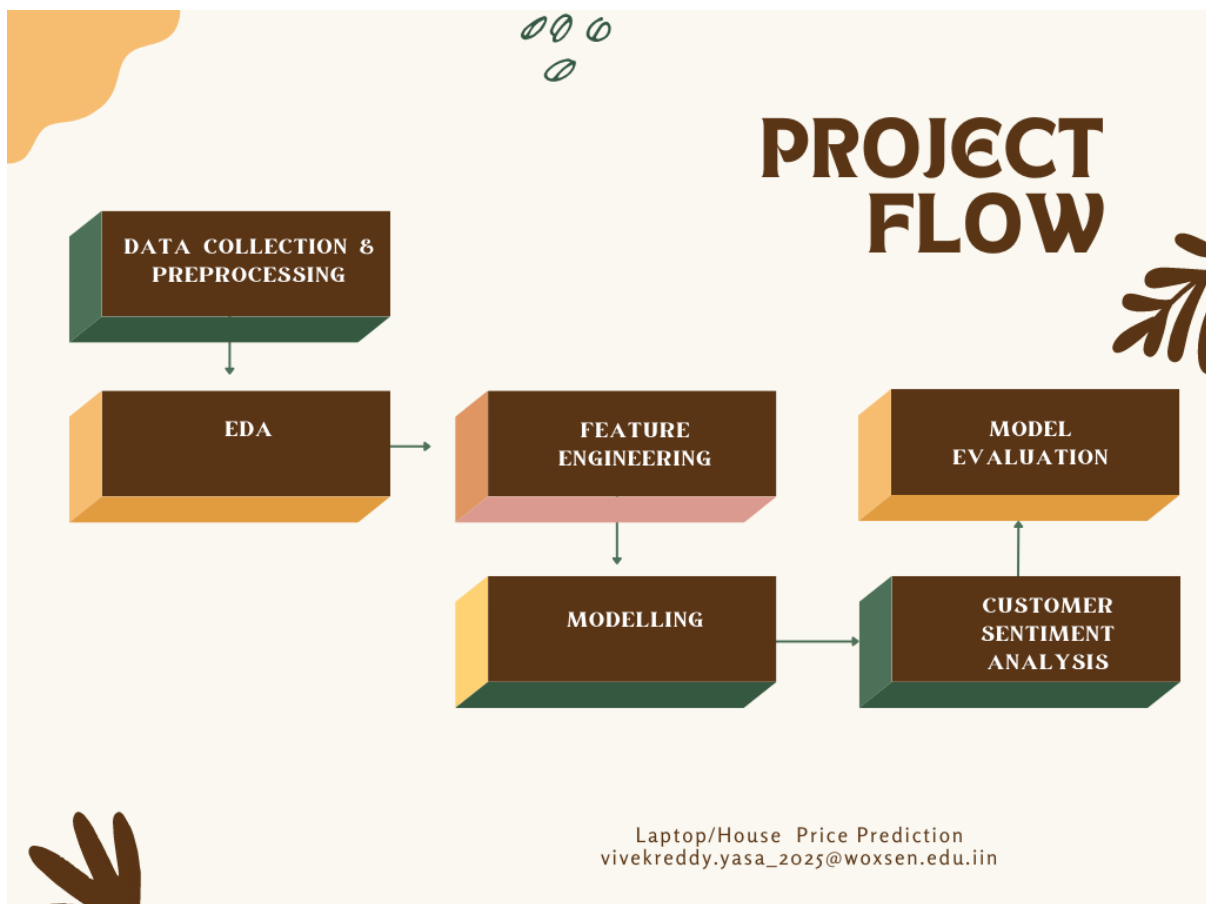 PROJECT
FLOW
DATA COLLECTION &
PREPROCESSING
EDA
FEATURE
ENGINEERING
MODELLING
CUSTOMER
SENTIMENT
ANALYSIS
MODEL
EVALUATION
Laptop/House Price Prediction
vivekreddy.yasa_2025@woxsen.edu.iin